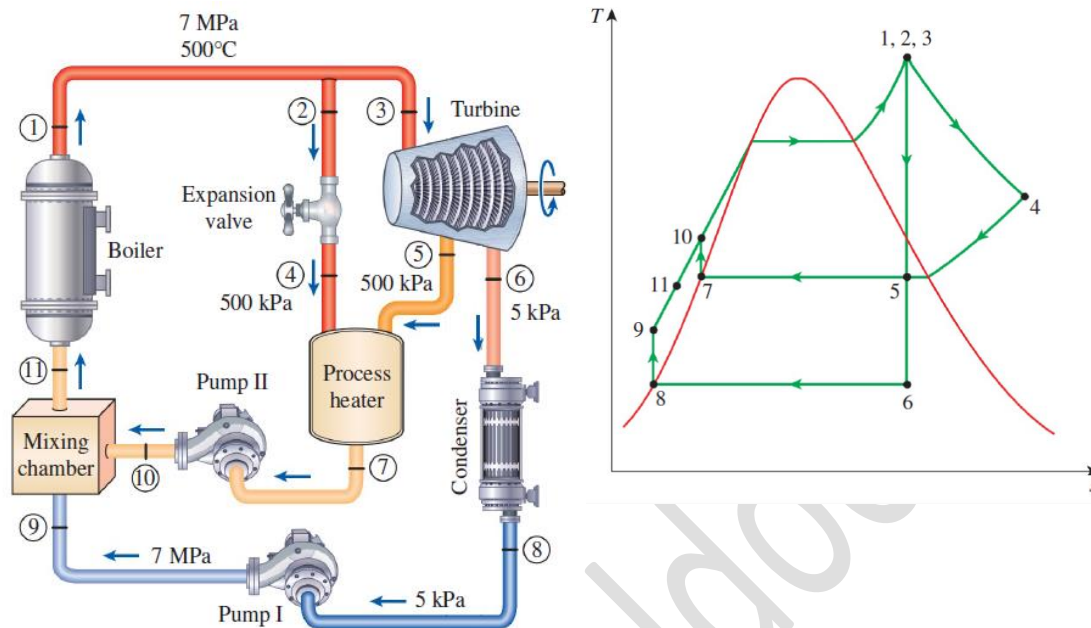 7 MPa
500°C
1
2
3
Turbine
Expansion
valve
Boiler
4
5
6
500 kPa
500 kPa
5 kPa
11
Pump II
Process
heater
Condenser
Mixing
chamber
10
7
9
7 MPa
8
Pump I
5 kPa
T
1, 2, 3
4
10
7
5
11
9
8
6